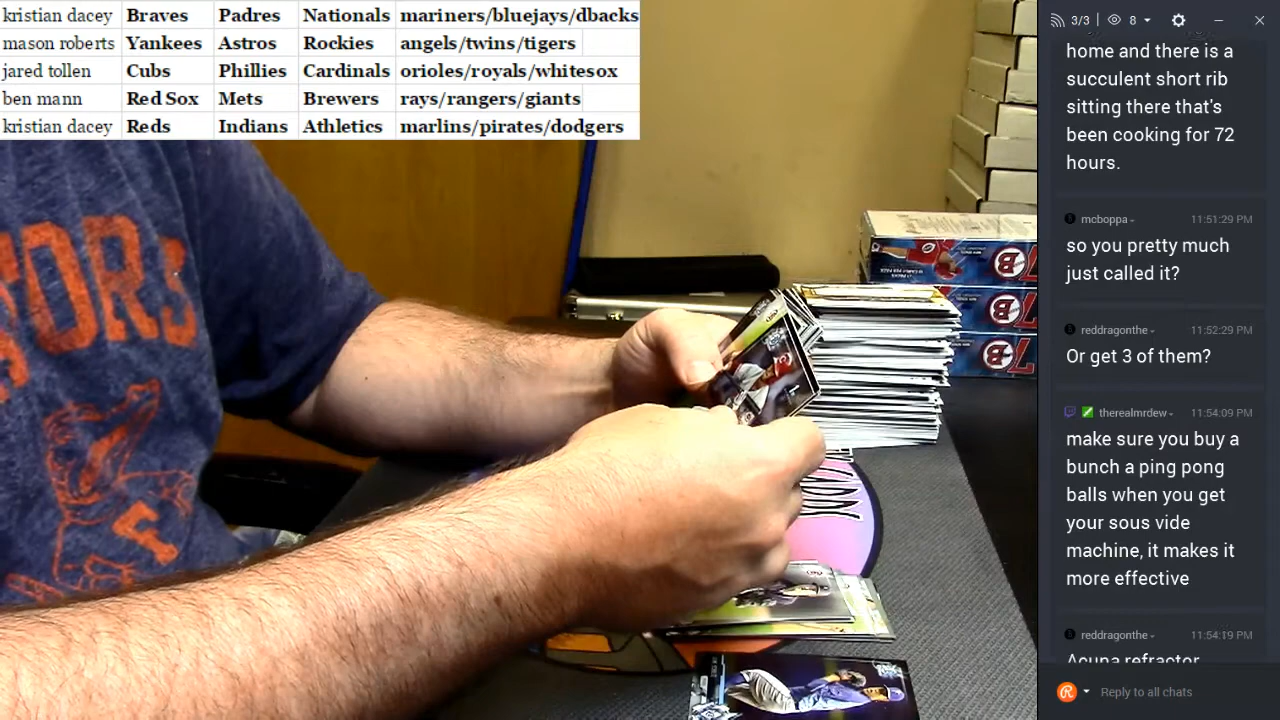 kristian dacey Braves Padres Nationals mariners/bluejays/dbacks
mason roberts Yankees Astros Rockies angels/twins/tigers
jared tollen Cubs Phillies Cardinals orioles/royals/whitesox
ben mann Red Sox Mets Brewers rays/rangers/giants
kristian dacey Reds Indians Athletics marlins/pirates/dodgers
3/3 8
home and there is a
succulent short rib
sitting there that's
been cooking for 72
hours.
mcboppa 11:51:29 PM
so you pretty much
just called it?
reddragonthe 11:52:29 PM
Or get 3 of them?
therealmrdew 11:54:09 PM
make sure you buy a
bunch a ping pong
balls when you get
your sous vide
machine, it makes it
more effective
reddragonthe 11:54:19 PM
Acuna refractor
Reply to all chats